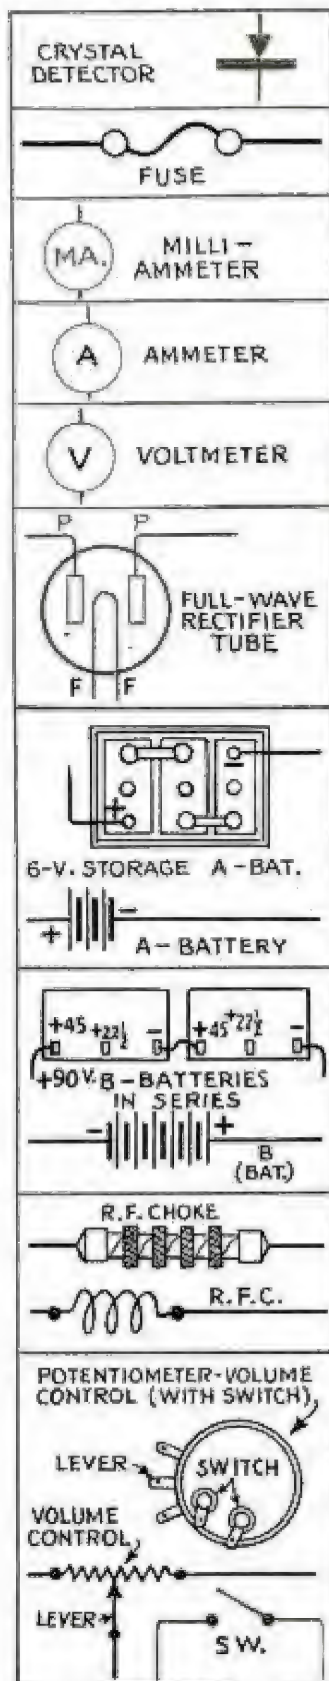 CRYSTAL
DETECTOR
FUSE
MA.
MILLI-
AMMETER
A
AMMETER
V
VOLTMETER
P P
FULL-WAVE
RECTIFIER
TUBE
F F
+ -
6-V. STORAGE A-BAT.
+ -
A-BATTERY
+45 +22½ - +45 +22½ -
+90 V. B-BATTERIES
IN SERIES
- +
B
(BAT.)
R.F. CHOKE
R.F.C.
POTENTIOMETER-VOLUME
CONTROL (WITH SWITCH)
LEVER
SWITCH
VOLUME
CONTROL
LEVER
SW.